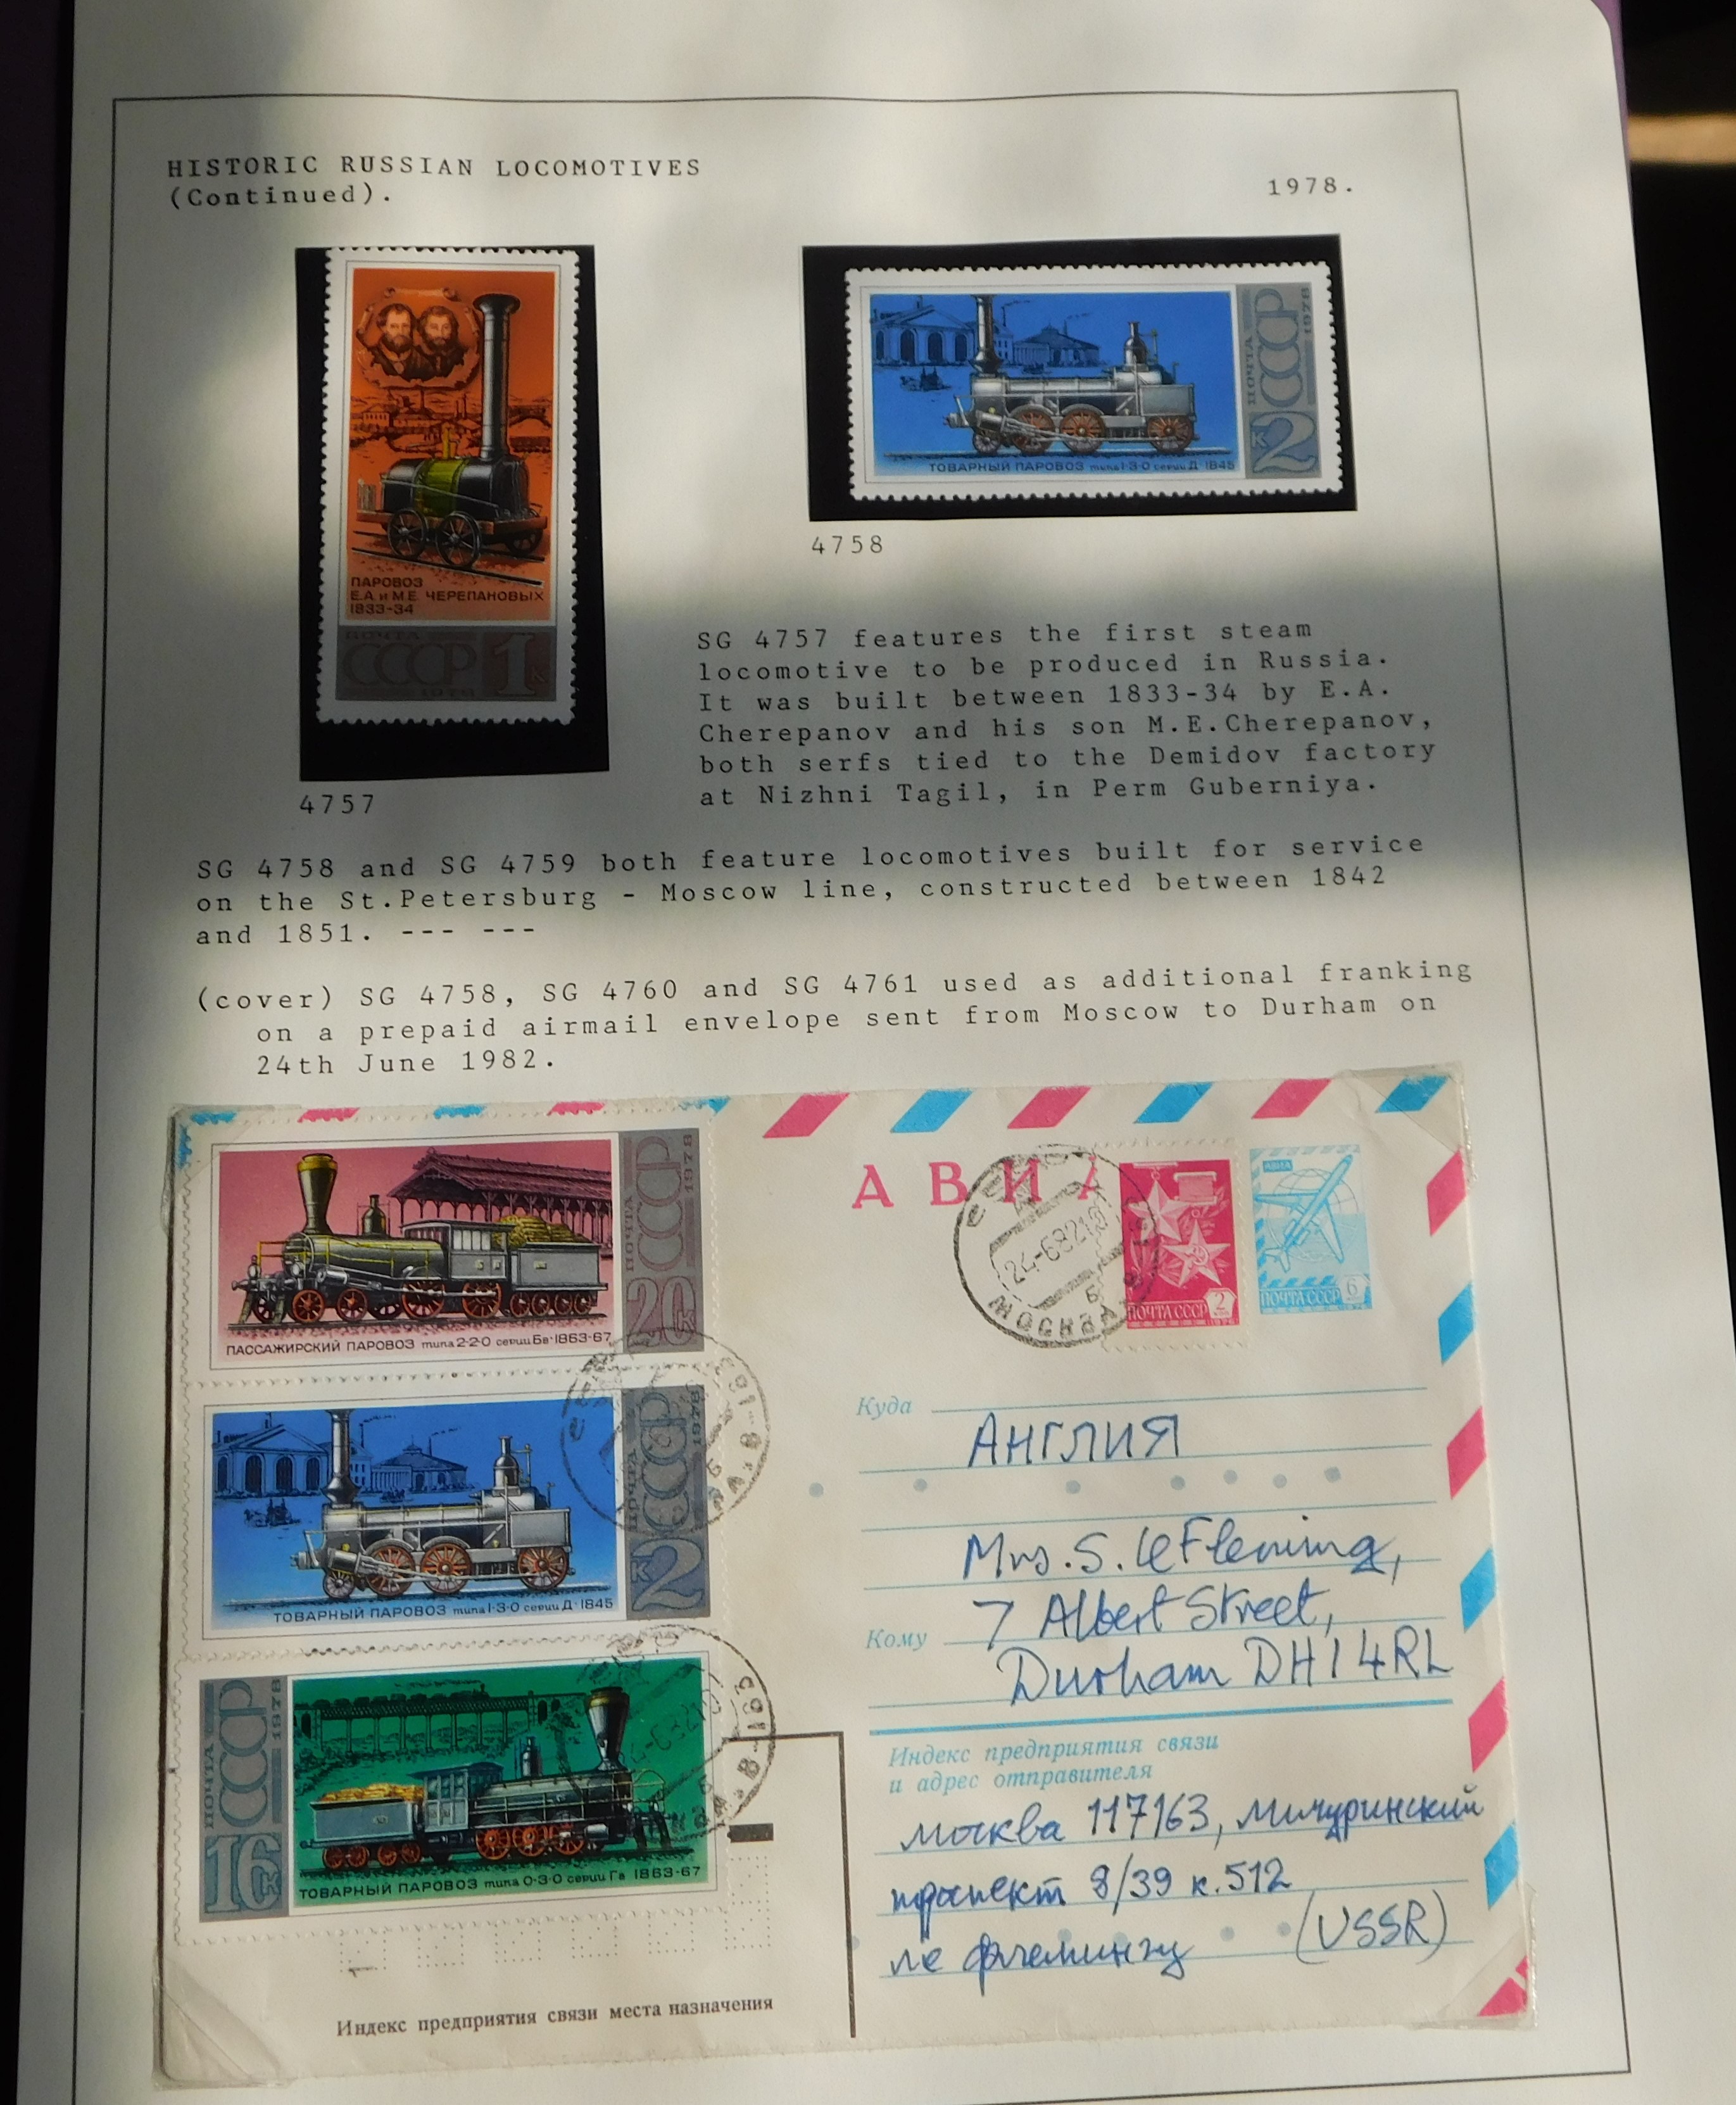 HISTORIC RUSSIAN LOCOMOTIVES
(Continued).
1978.
ПАРОВОЗ
Е.А. и М.Е. ЧЕРЕПАНОВЫХ
1833-34
ПОЧТА
СССР 1К
1978
4757
ТОВАРНЫЙ ПАРОВОЗ типа 1-3-0 серии Д·1845
ПОЧТА
СССР
1978
К2
4758
SG 4757 features the first steam
locomotive to be produced in Russia.
It was built between 1833-34 by E.A.
Cherepanov and his son M.E.Cherepanov,
both serfs tied to the Demidov factory
at Nizhni Tagil, in Perm Guberniya.
SG 4758 and SG 4759 both feature locomotives built for service
on the St.Petersburg - Moscow line, constructed between 1842
and 1851. --- ---
(cover) SG 4758, SG 4760 and SG 4761 used as additional franking
on a prepaid airmail envelope sent from Moscow to Durham on
24th June 1982.
ПАССАЖИРСКИЙ ПАРОВОЗ типа 2-2-0 серии Бв·1863-67
ПОЧТА
СССР
1978
20К
ТОВАРНЫЙ ПАРОВОЗ типа 1-3-0 серии Д·1845
ПОЧТА
СССР
1978
К2
ПОЧТА
СССР
1978
16К
ТОВАРНЫЙ ПАРОВОЗ типа 0-3-0 серии Гв 1863-67
АВИА
МОСКВА
ПОЧТА СССР 2
1976
АВИА
ПОЧТА СССР 6
Куда
АНГЛИЯ
Mrs. S. leFleming,
7 Albert Street,
Кому
Durham DH1 4RL
Индекс предприятия связи
и адрес отправителя
Москва 117163, Мичуринский
проспект 8/39 к.512
ле Флемингу (USSR)
Индекс предприятия связи места назначения